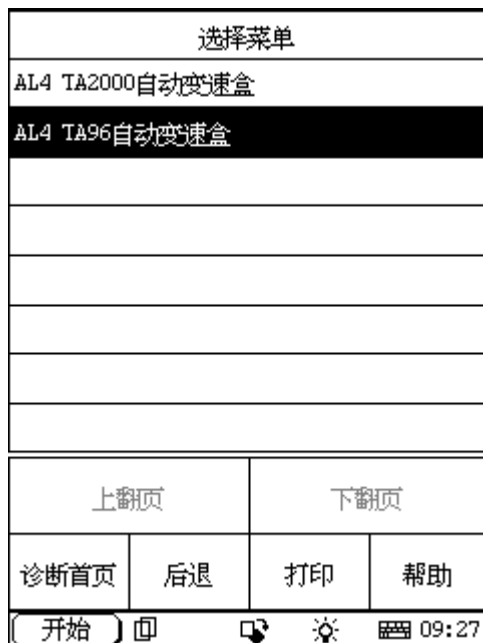 选择菜单
AL4 TA2000自动变速盒
AL4 TA96自动变速盒
上翻页 下翻页
诊断首页 后退 打印 帮助
开始 09:27